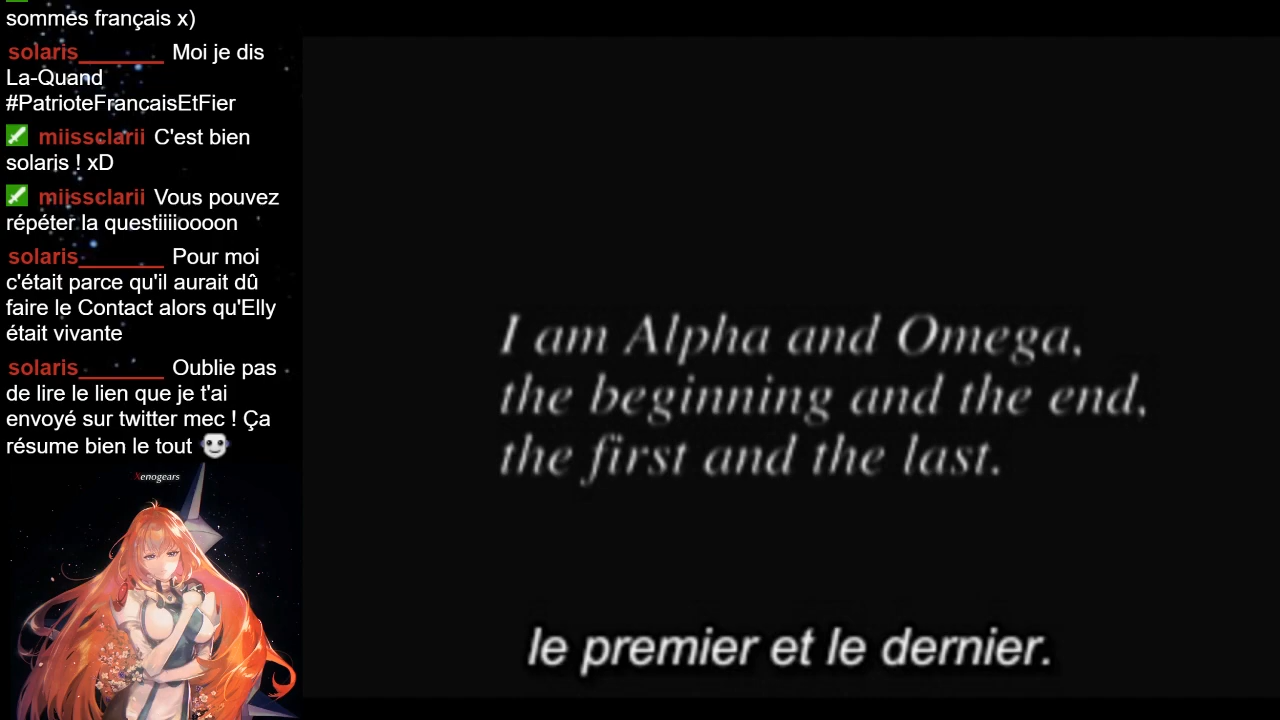 sommes français x)
solaris_______ Moi je dis
La-Quand
#PatrioteFrancaisEtFier
miissclarii C'est bien
solaris ! xD
miissclarii Vous pouvez
répéter la questiiiioooon
solaris_______ Pour moi
c'était parce qu'il aurait dû
faire le Contact alors qu'Elly
était vivante
solaris_______ Oublie pas
de lire le lien que je t'ai
envoyé sur twitter mec ! Ça
résume bien le tout
Xenogears
I am Alpha and Omega,
the beginning and the end,
the first and the last.
le premier et le dernier.